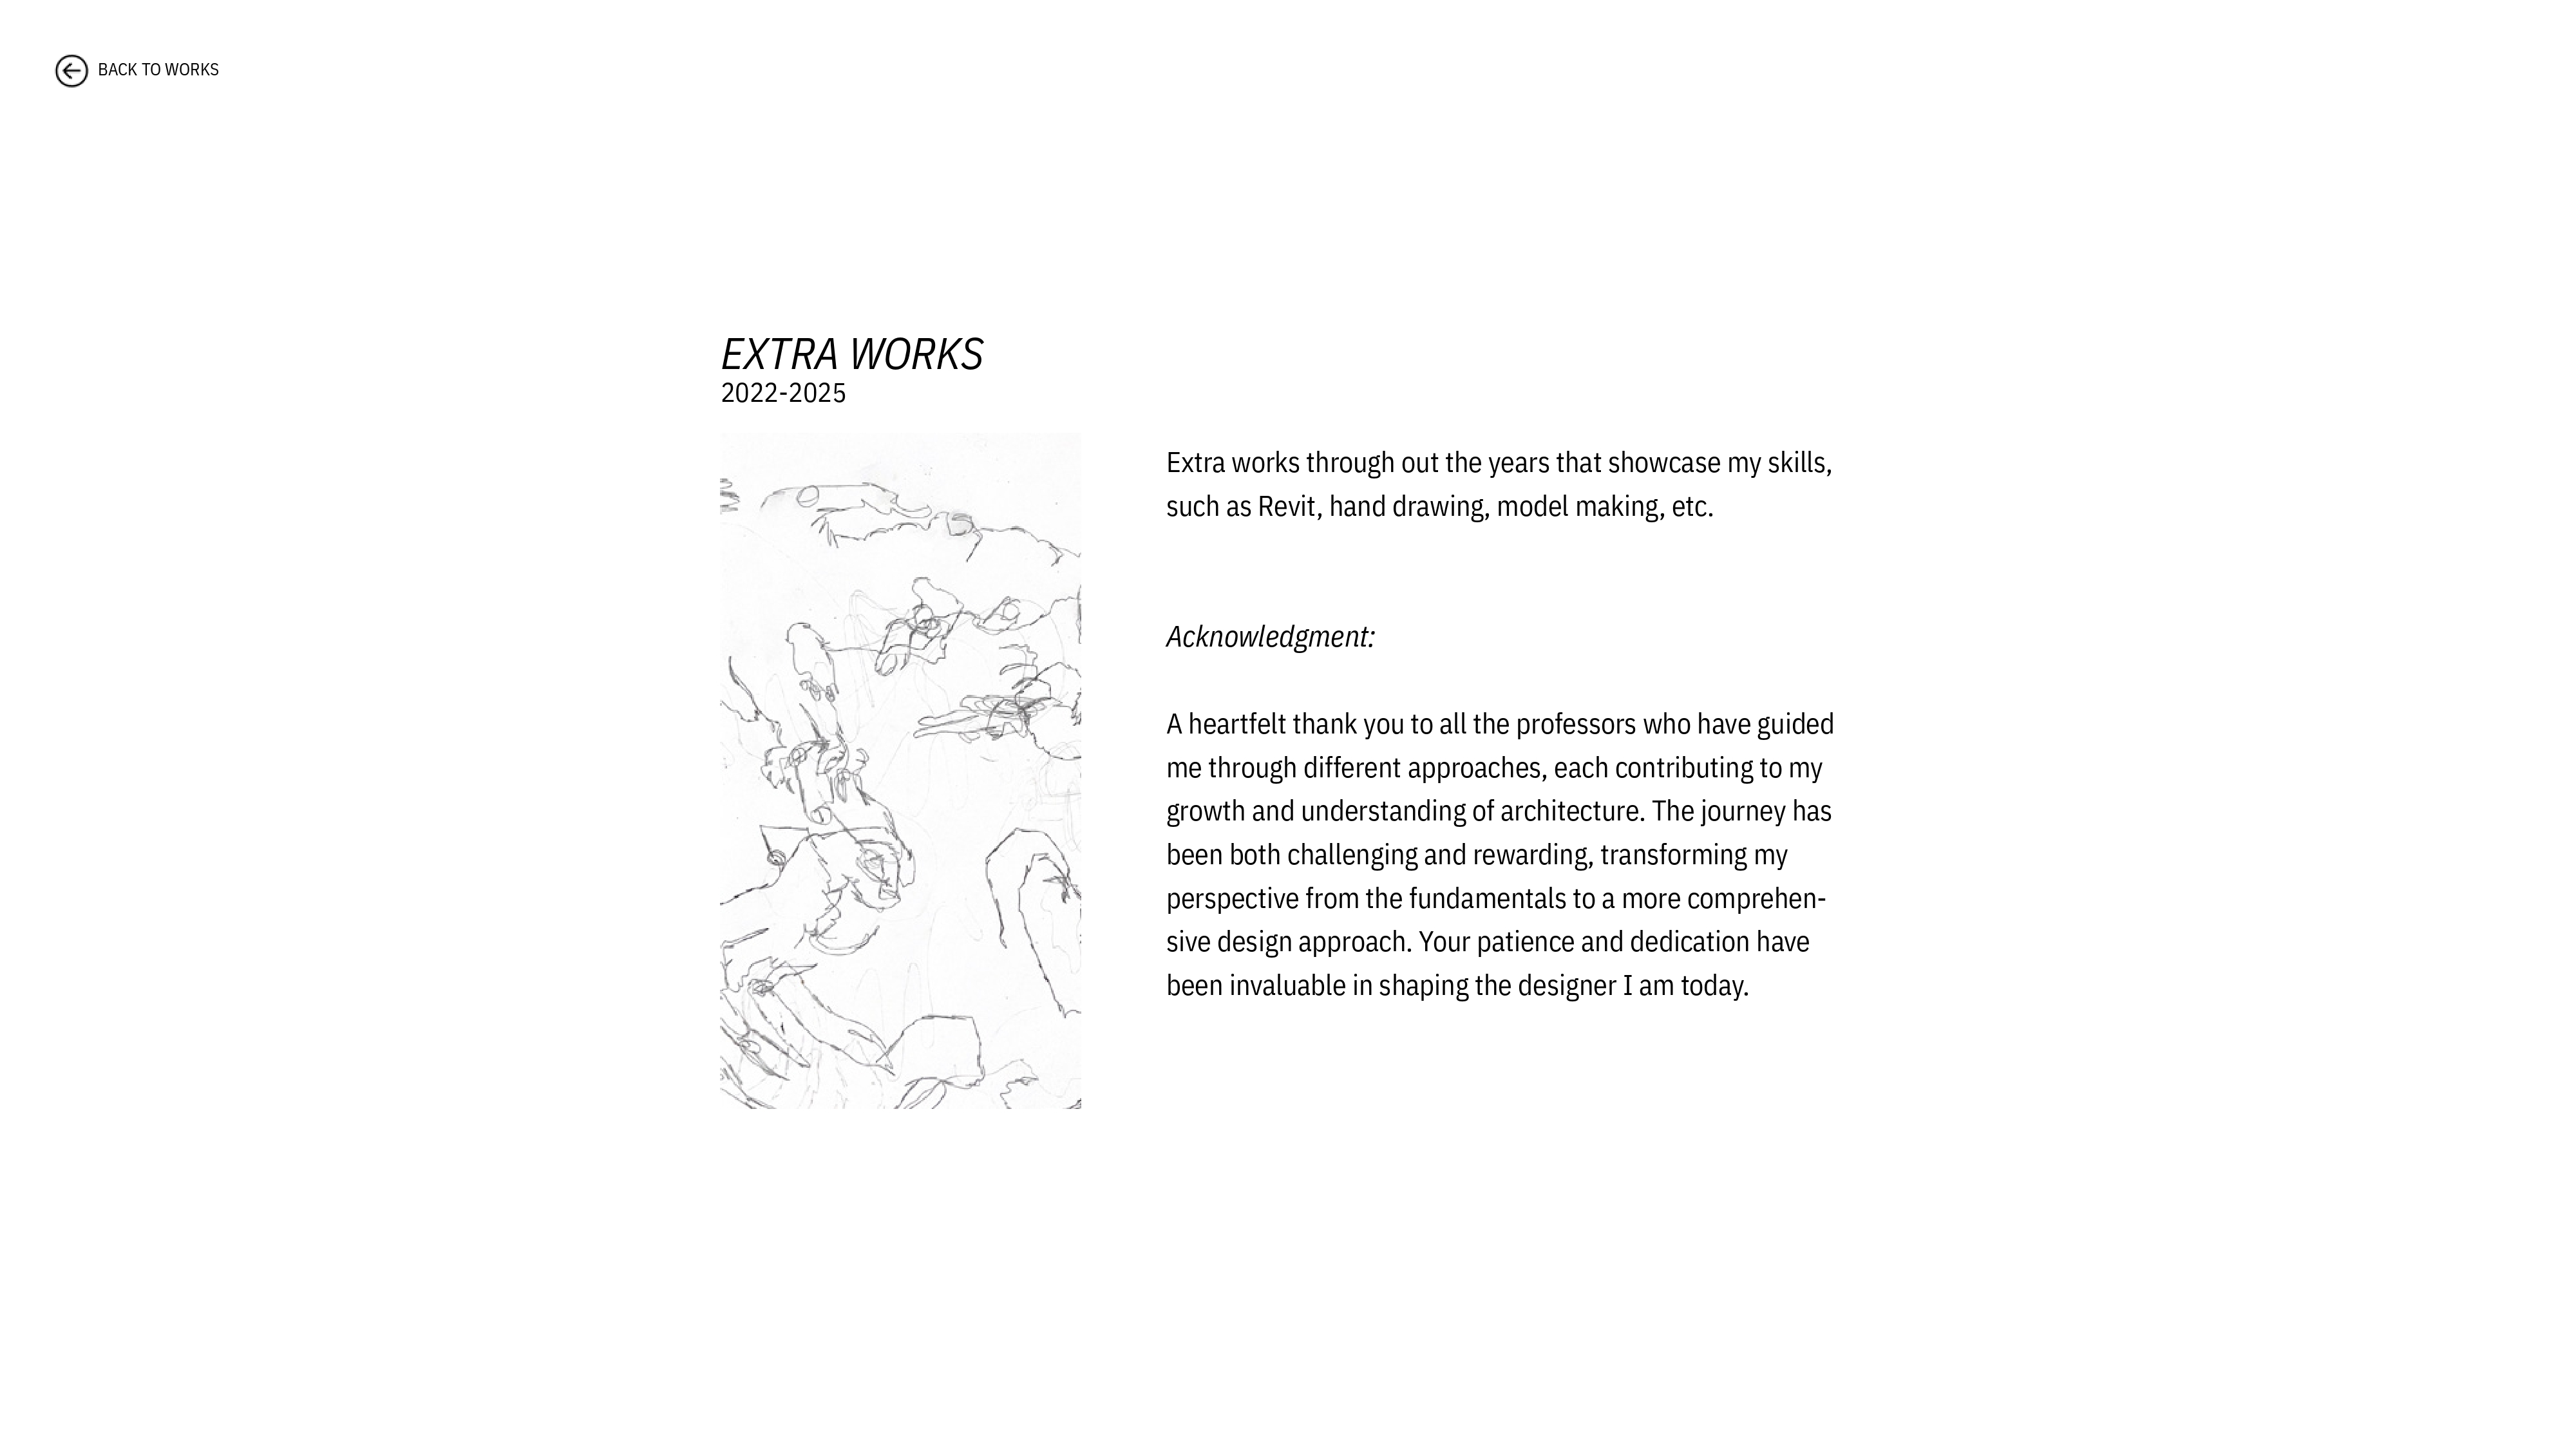 BACK TO WORKS
EXTRA WORKS
2022-2025
Extra works through out the years that showcase my skills,
such as Revit, hand drawing, model making, etc.
Acknowledgment:
A heartfelt thank you to all the professors who have guided
me through different approaches, each contributing to my
growth and understanding of architecture. The journey has
been both challenging and rewarding, transforming my
perspective from the fundamentals to a more comprehen-
sive design approach. Your patience and dedication have
been invaluable in shaping the designer I am today.